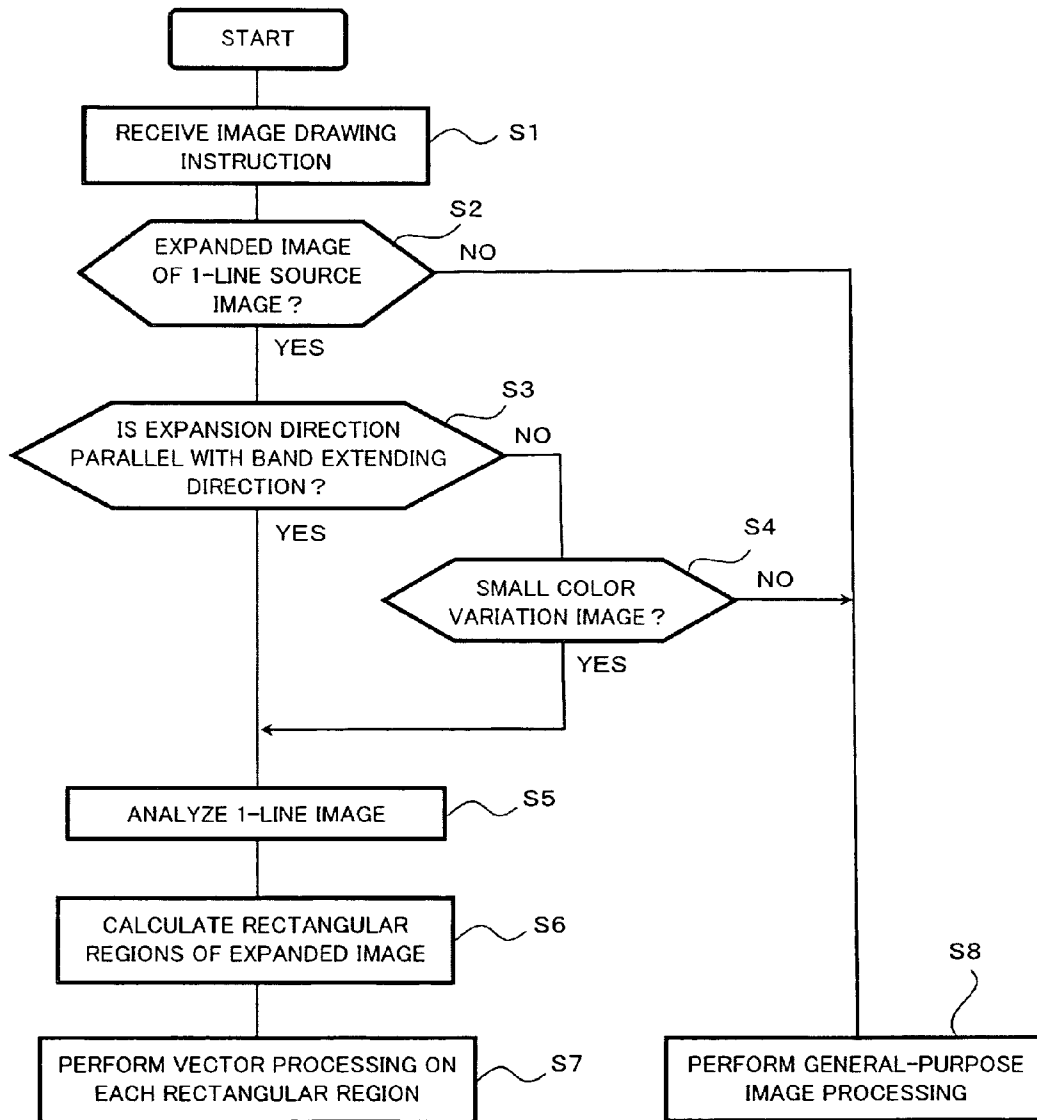 START
RECEIVE IMAGE DRAWING
INSTRUCTION
S1
S2
EXPANDED IMAGE
OF 1-LINE SOURCE
IMAGE?
NO
YES
S3
IS EXPANSION DIRECTION
PARALLEL WITH BAND EXTENDING
DIRECTION?
NO
YES
S4
SMALL COLOR
VARIATION IMAGE?
NO
YES
ANALYZE 1-LINE IMAGE
S5
CALCULATE RECTANGULAR
REGIONS OF EXPANDED IMAGE
S6
PERFORM VECTOR PROCESSING ON
EACH RECTANGULAR REGION
S7
S8
PERFORM GENERAL-PURPOSE
IMAGE PROCESSING